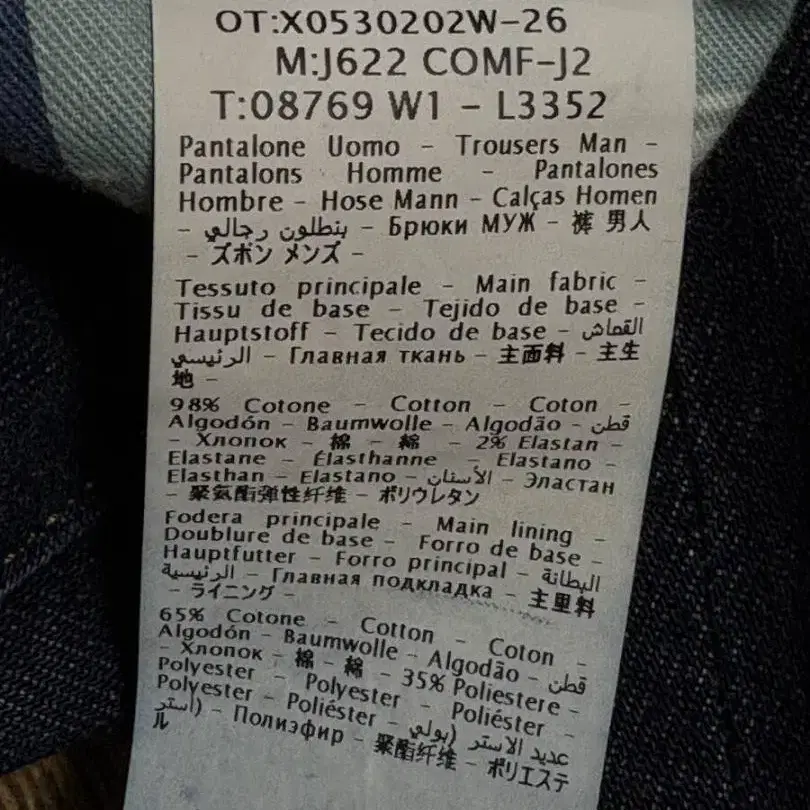 OT:X0530202W-26
M:J622 COMF-J2
T:08769 W1 - L3352
Pantalone Uomo - Trousers Man -
Pantalons Homme - Pantalones
Hombre - Hose Mann - Calças Homen
- بنطلون رجالي - Брюки МУЖ - 裤 男人
- ズボン メンズ -
Tessuto principale - Main fabric -
Tissu de base - Tejido de base -
Hauptstoff - Tecido de base - القماش
الرئيسي - Главная ткань - 主面料 - 主生
地 -
98% Cotone - Cotton - Coton -
Algodón - Baumwolle - Algodão - قطن
- Хлопок - 棉 - 綿 - 2% Elastan -
Elastane - Élasthanne - Elastano -
Elasthan - Elastano - الأستان - Эластан
- 聚氨酯弹性纤维 - ポリウレタン
Fodera principale - Main lining -
Doublure de base - Forro de base -
Hauptfutter - Forro principal - البطانة
الرئيسية - Главная подкладка - 主里料
- ライニング -
65% Cotone - Cotton - Coton -
Algodón - Baumwolle - Algodão - قطن
- Хлопок - 棉 - 綿 - 35% Poliestere -
Polyester - Polyester - Poliéster -
Polyester - Poliéster - عديد الاستر (بولي
استر) - Полиэфир - 聚酯纤维 - ポリエステ
ル